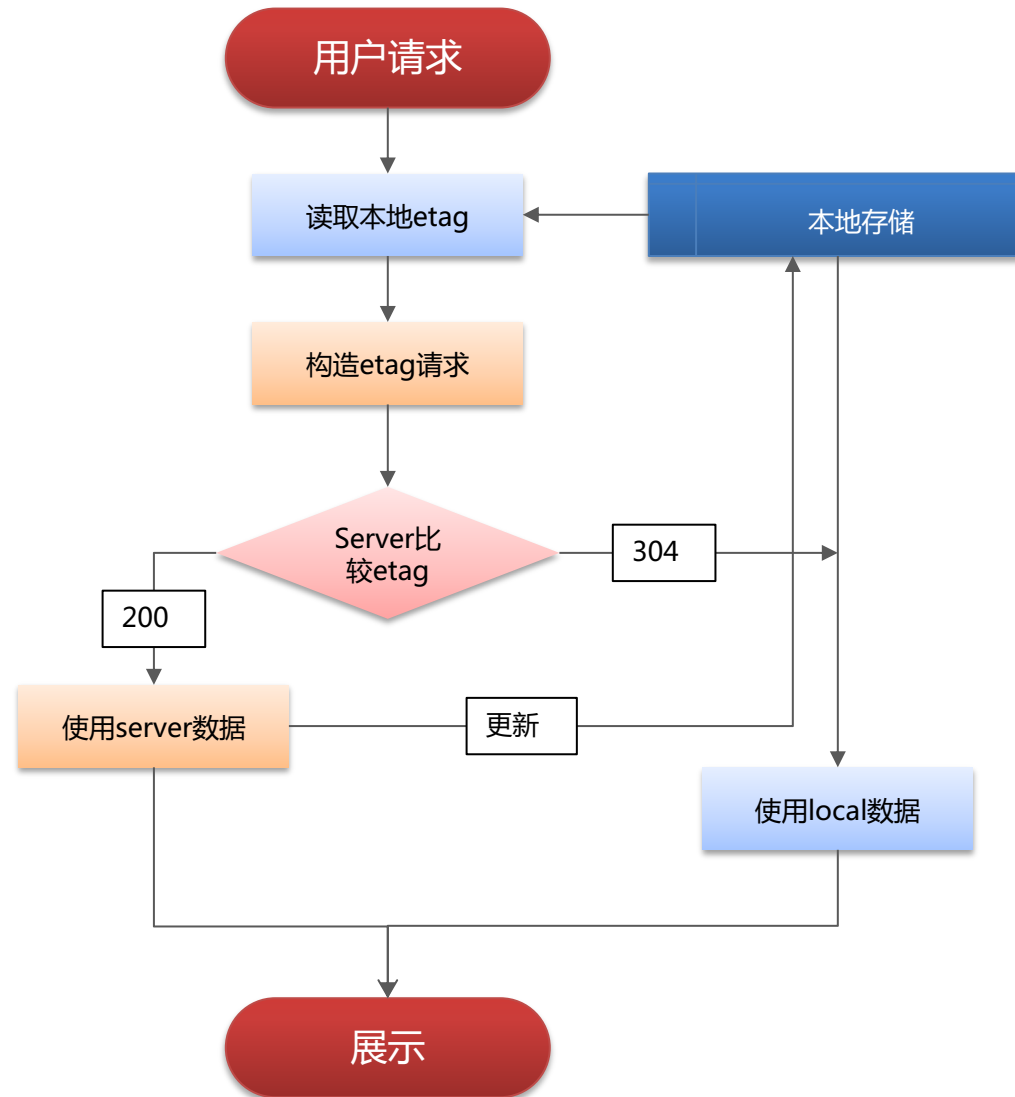 用户请求
读取本地etag
本地存储
构造etag请求
Server比
较etag
304
200
使用server数据
更新
使用local数据
展示